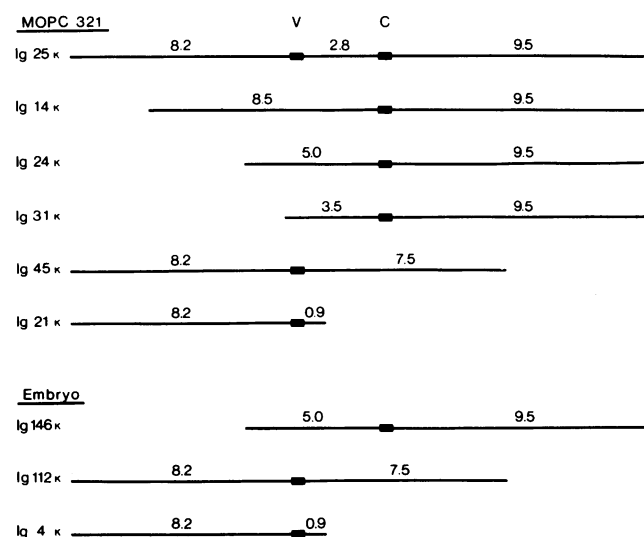 MOPC 321 V C
8.2 2.8 9.5
Ig 25 κ
8.5 9.5
Ig 14 κ
5.0 9.5
Ig 24 κ
3.5 9.5
Ig 31 κ
8.2 7.5
Ig 45 κ
8.2 0.9
Ig 21 κ
Embryo
5.0 9.5
Ig 146 κ
8.2 7.5
Ig 112 κ
8.2 0.9
Ig 4 κ